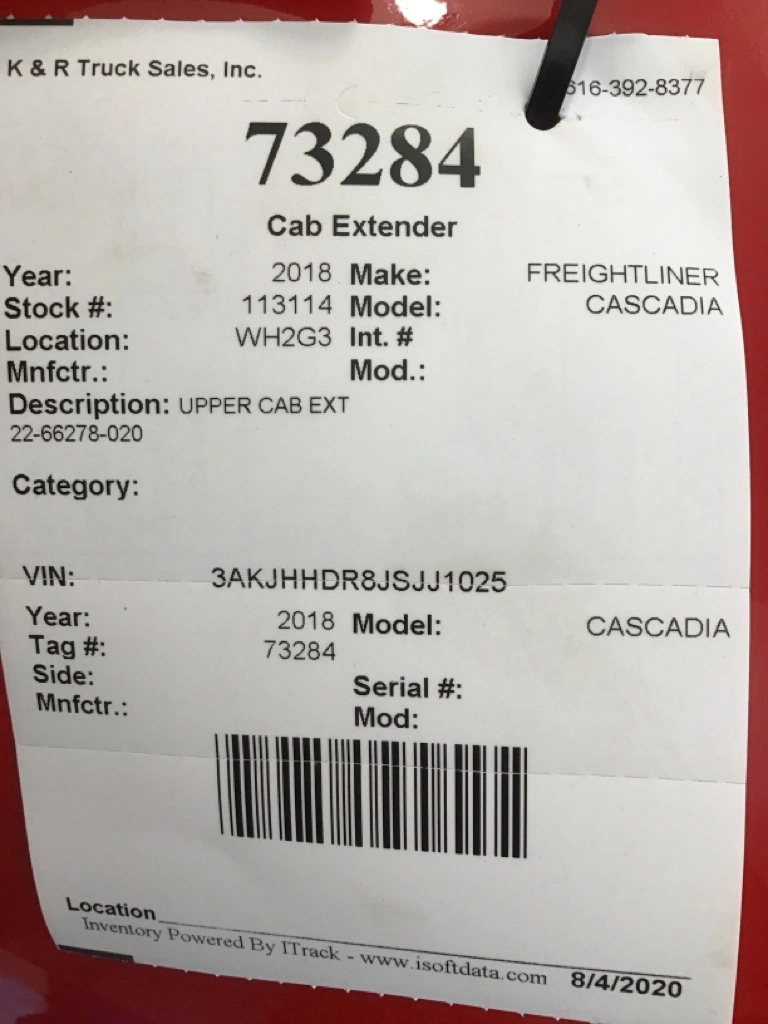 K & R Truck Sales, Inc.
616-392-8377
73284
Cab Extender
Year: 2018 Make: FREIGHTLINER
Stock #: 113114 Model: CASCADIA
Location: WH2G3 Int. #
Mnfctr.: Mod.:
Description: UPPER CAB EXT
22-66278-020
Category:
VIN: 3AKJHHDR8JSJJ1025
Year: 2018 Model: CASCADIA
Tag #: 73284
Side: Serial #:
Mnfctr.: Mod:
Location
Inventory Powered By ITrack - www.isoftdata.com 8/4/2020